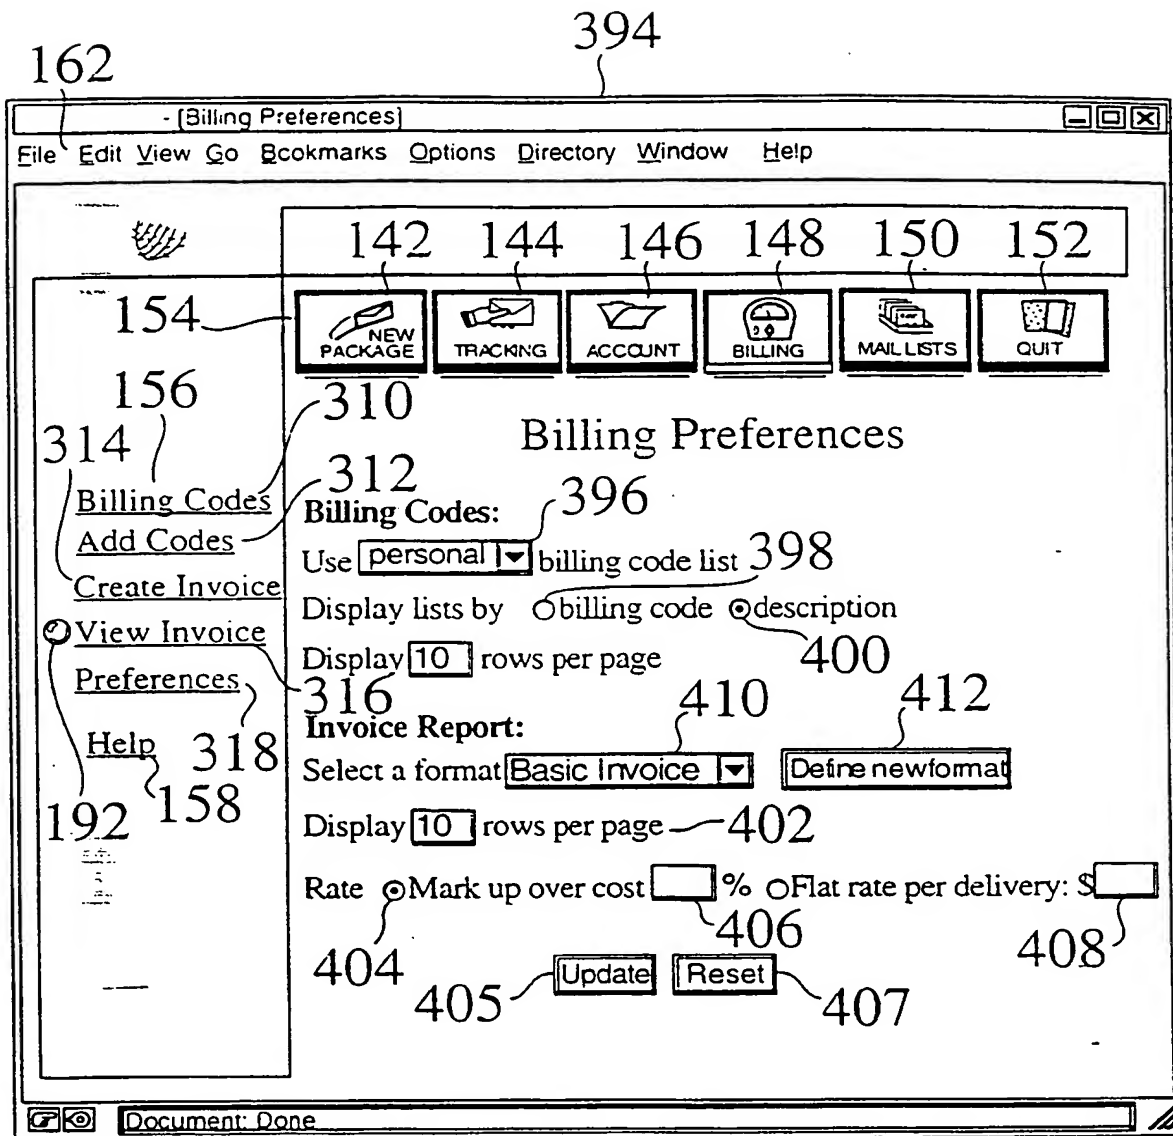 394
162
- [Billing Preferences]
File Edit View Go Bcokmarks Options Directory Window Help
142 144 146 148 150 152
154
NEW PACKAGE TRACKING ACCOUNT BILLING MAIL LISTS QUIT
156 310
Billing Preferences
314
312
396
Billing Codes
Billing Codes:
Add Codes
Use personal billing code list 398
Create Invoice
Display lists by billing code description
View Invoice
400
Display 10 rows per page
Preferences
316 410 412
Invoice Report:
Help 318
Select a format Basic Invoice Define newformat
192 158
Display 10 rows per page 402
Rate Mark up over cost % Flat rate per delivery: $
406 408
404
405 Update Reset 407
Document: Done